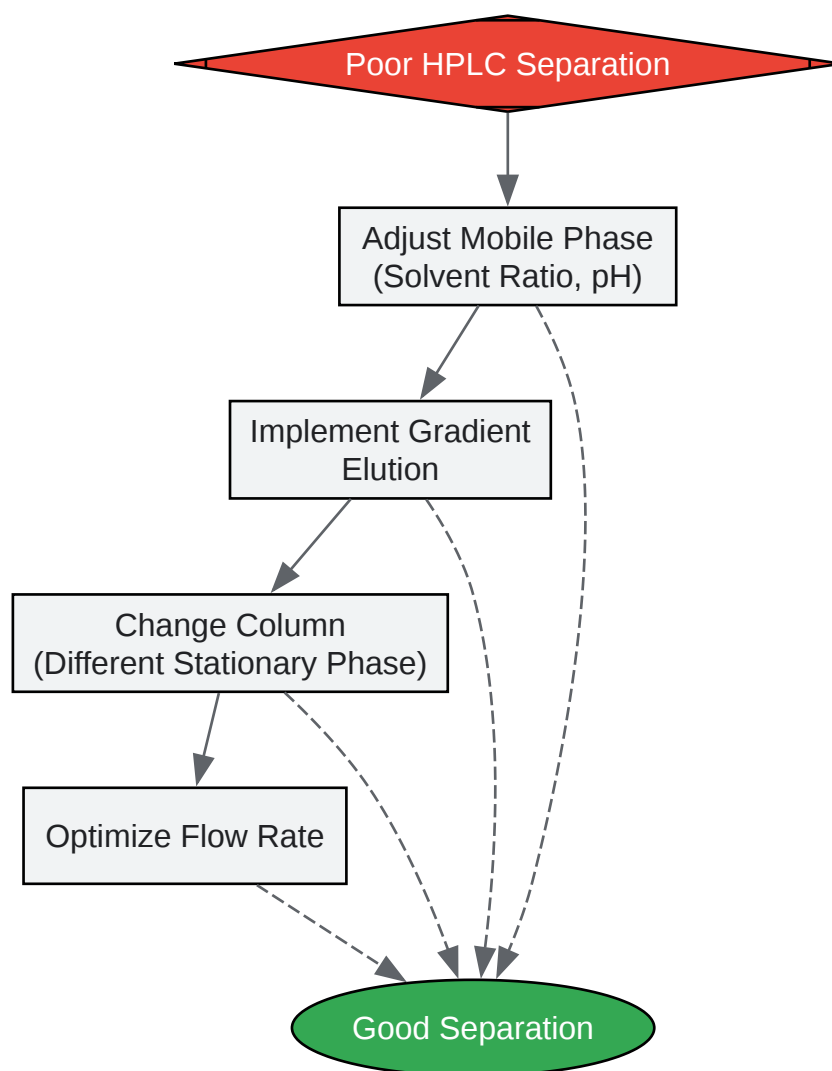 Poor HPLC Separation
Adjust Mobile Phase
(Solvent Ratio, pH)
Implement Gradient
Elution
Change Column
(Different Stationary Phase)
Optimize Flow Rate
Good Separation